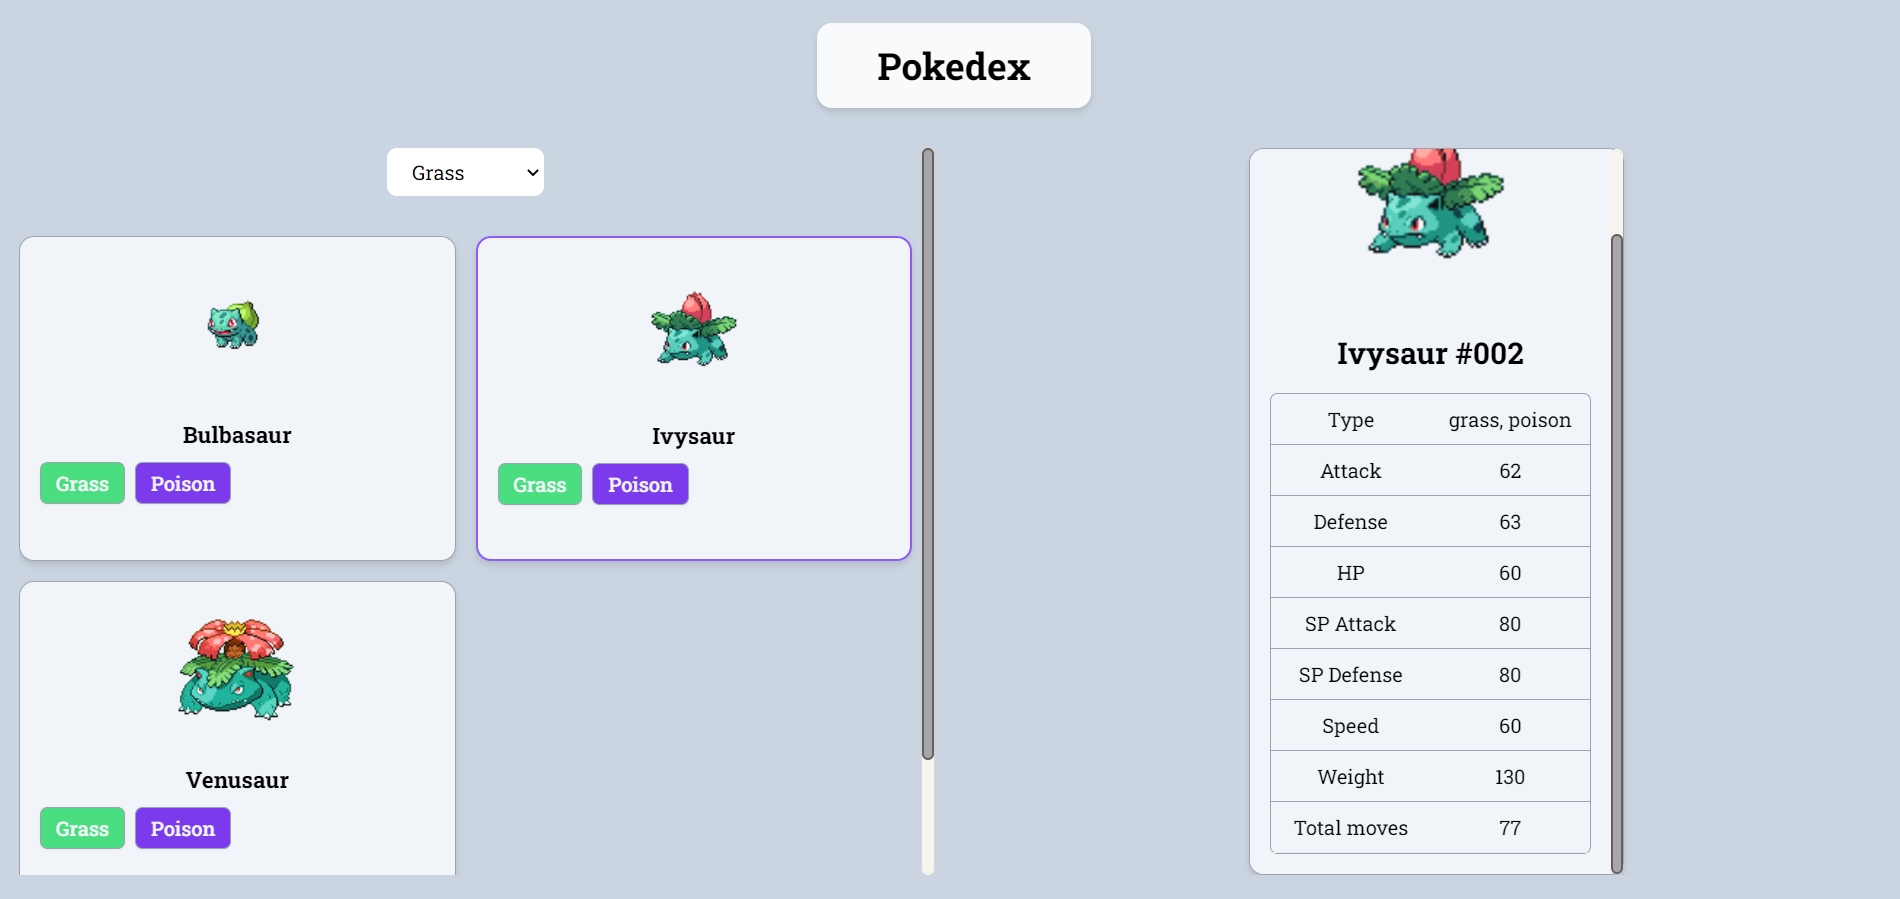 Pokedex
Grass
Bulbasaur
Grass Poison
Ivysaur
Grass Poison
Venusaur
Grass Poison
Ivysaur #002
Type grass, poison
Attack 62
Defense 63
HP 60
SP Attack 80
SP Defense 80
Speed 60
Weight 130
Total moves 77